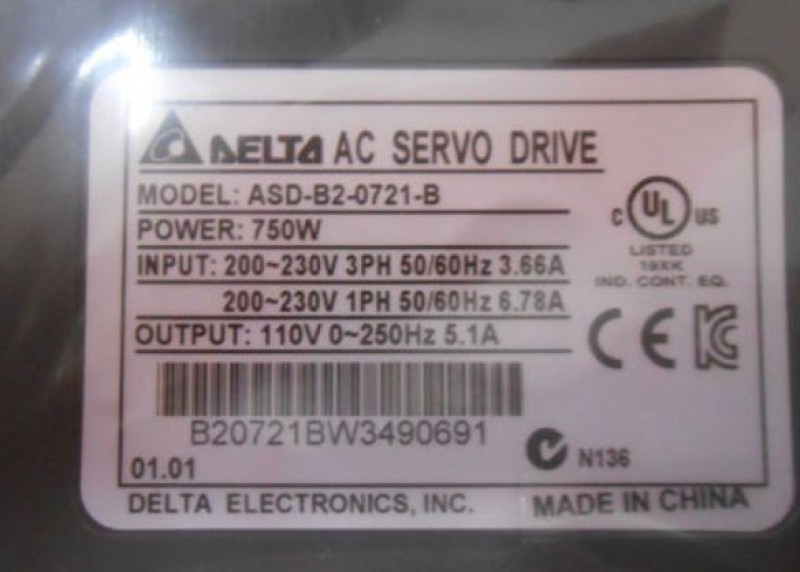 DELTA AC SERVO DRIVE
MODEL: ASD-B2-0721-B
POWER: 750W
INPUT: 200~230V 3PH 50/60Hz 3.66A
200~230V 1PH 50/60Hz 6.78A
OUTPUT: 110V 0~250Hz 5.1A
C UL US
LISTED
19XK
IND. CONT. EQ.
CE KC
B20721BW3490691
N136
01.01
DELTA ELECTRONICS, INC. MADE IN CHINA